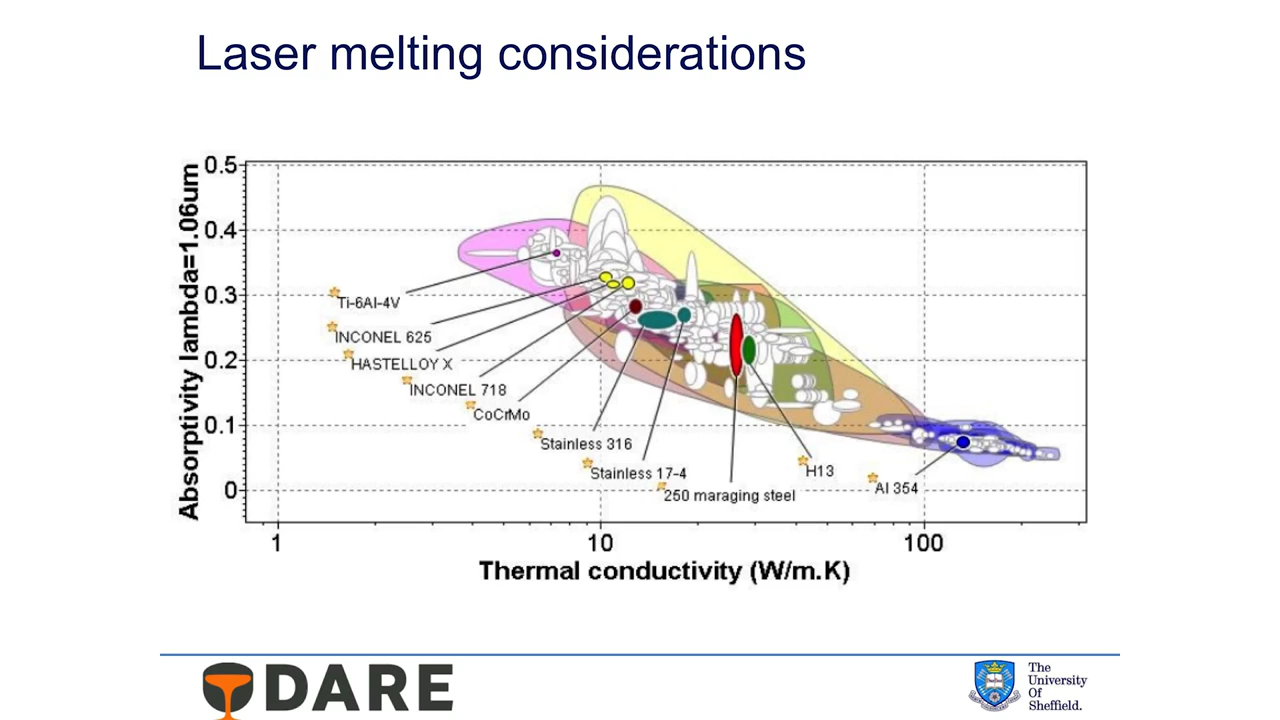 Laser melting considerations
Absorptivity lambda=1.06um
0.5
0.4
0.3
0.2
0.1
0
Ti-6Al-4V
INCONEL 625
HASTELLOY X
INCONEL 718
CoCrMo
Stainless 316
Stainless 17-4
250 maraging steel
H13
Al 354
1
10
100
Thermal conductivity (W/m.K)
DARE
The
University
Of
Sheffield.